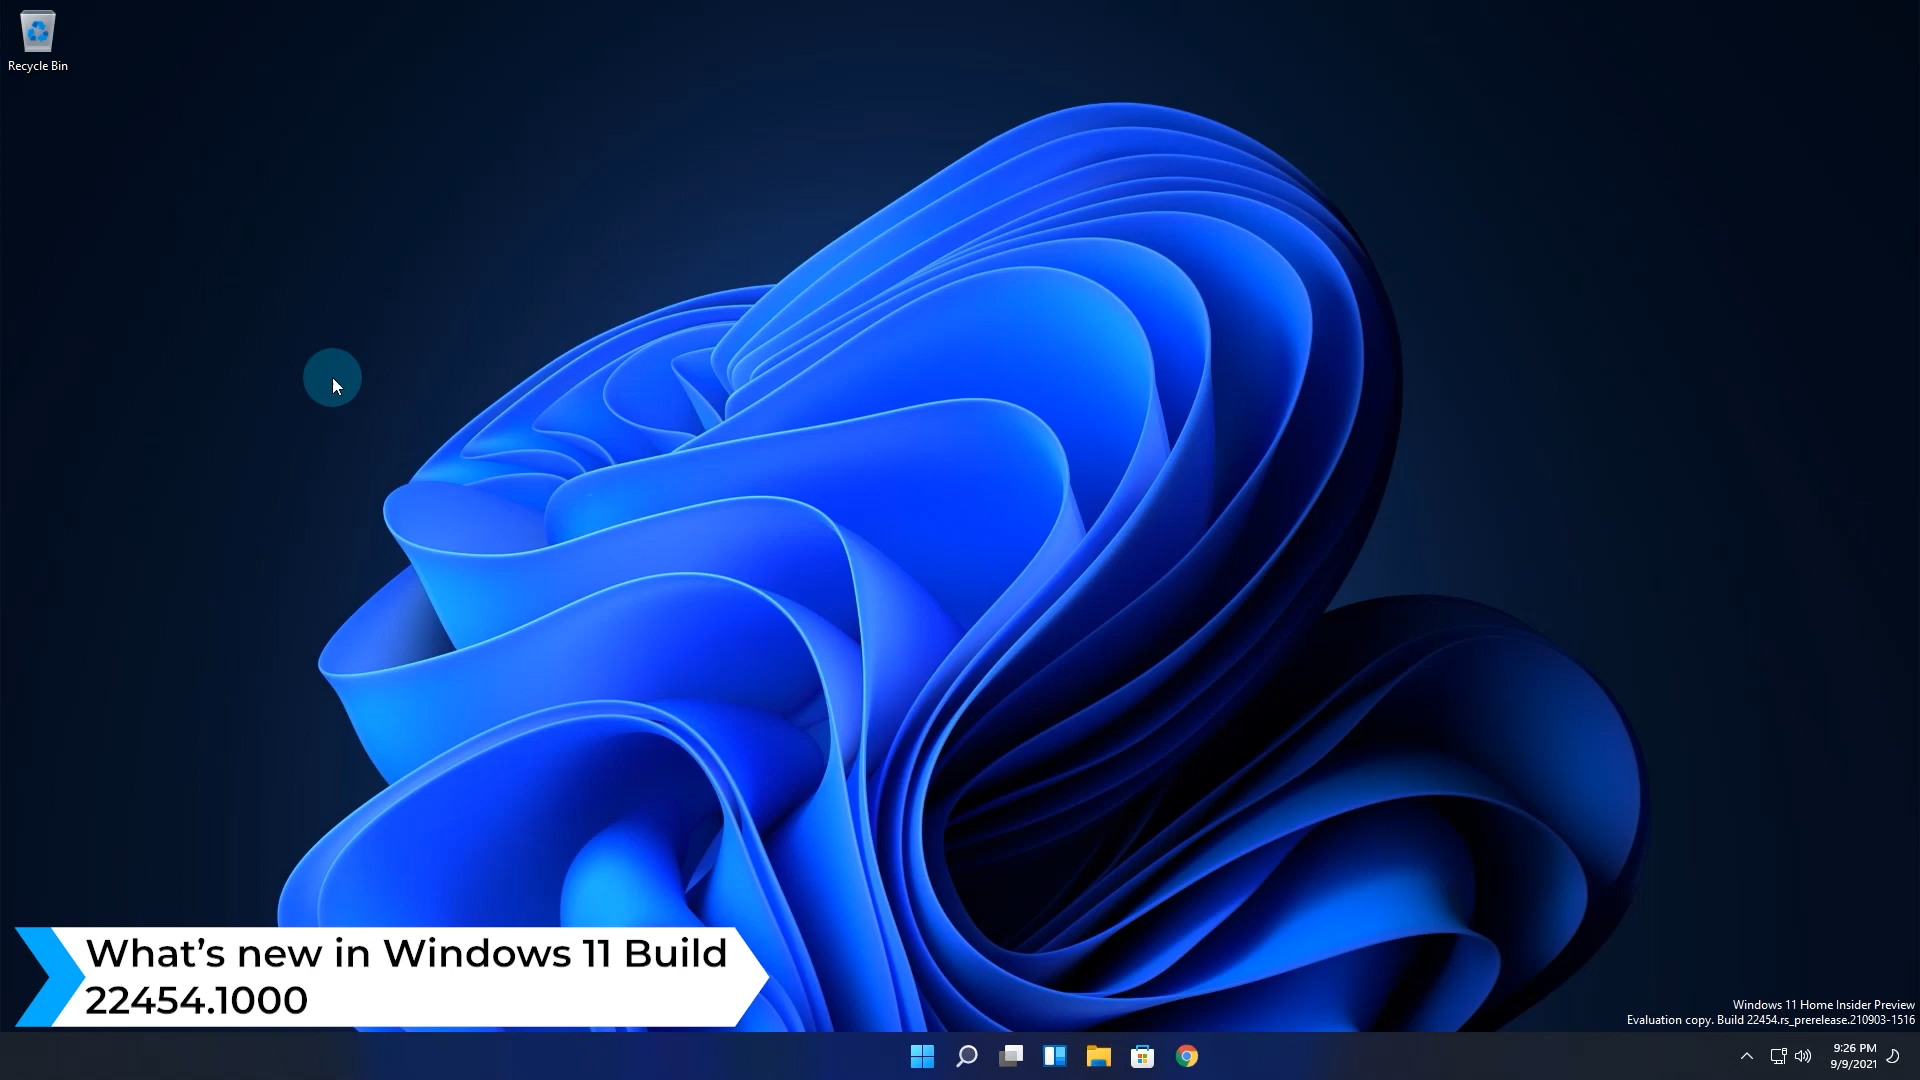 Recycle Bin
What’s new in Windows 11 Build
22454.1000
Windows 11 Home Insider Preview
Evaluation copy. Build 22454.rs_prerelease.210903-1516
9:26 PM
9/9/2021